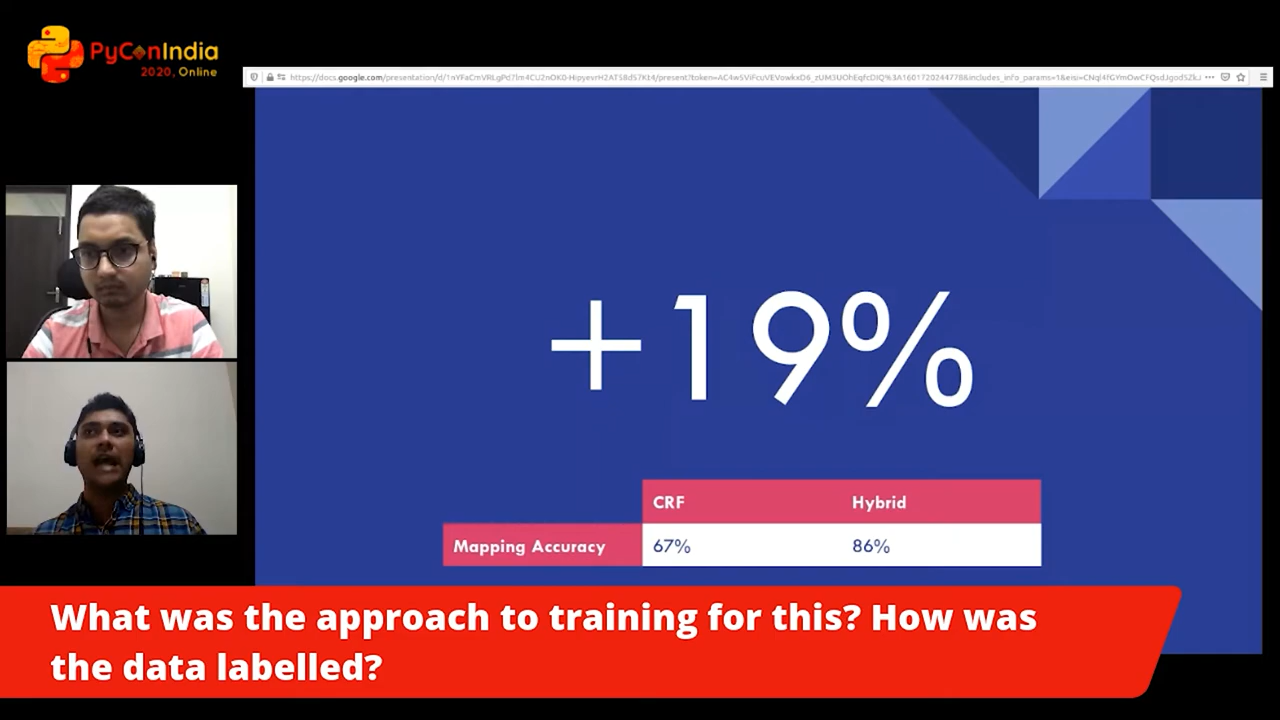 PyConIndia
2020, Online
+19%
CRF Hybrid
Mapping Accuracy 67% 86%
What was the approach to training for this? How was
the data labelled?